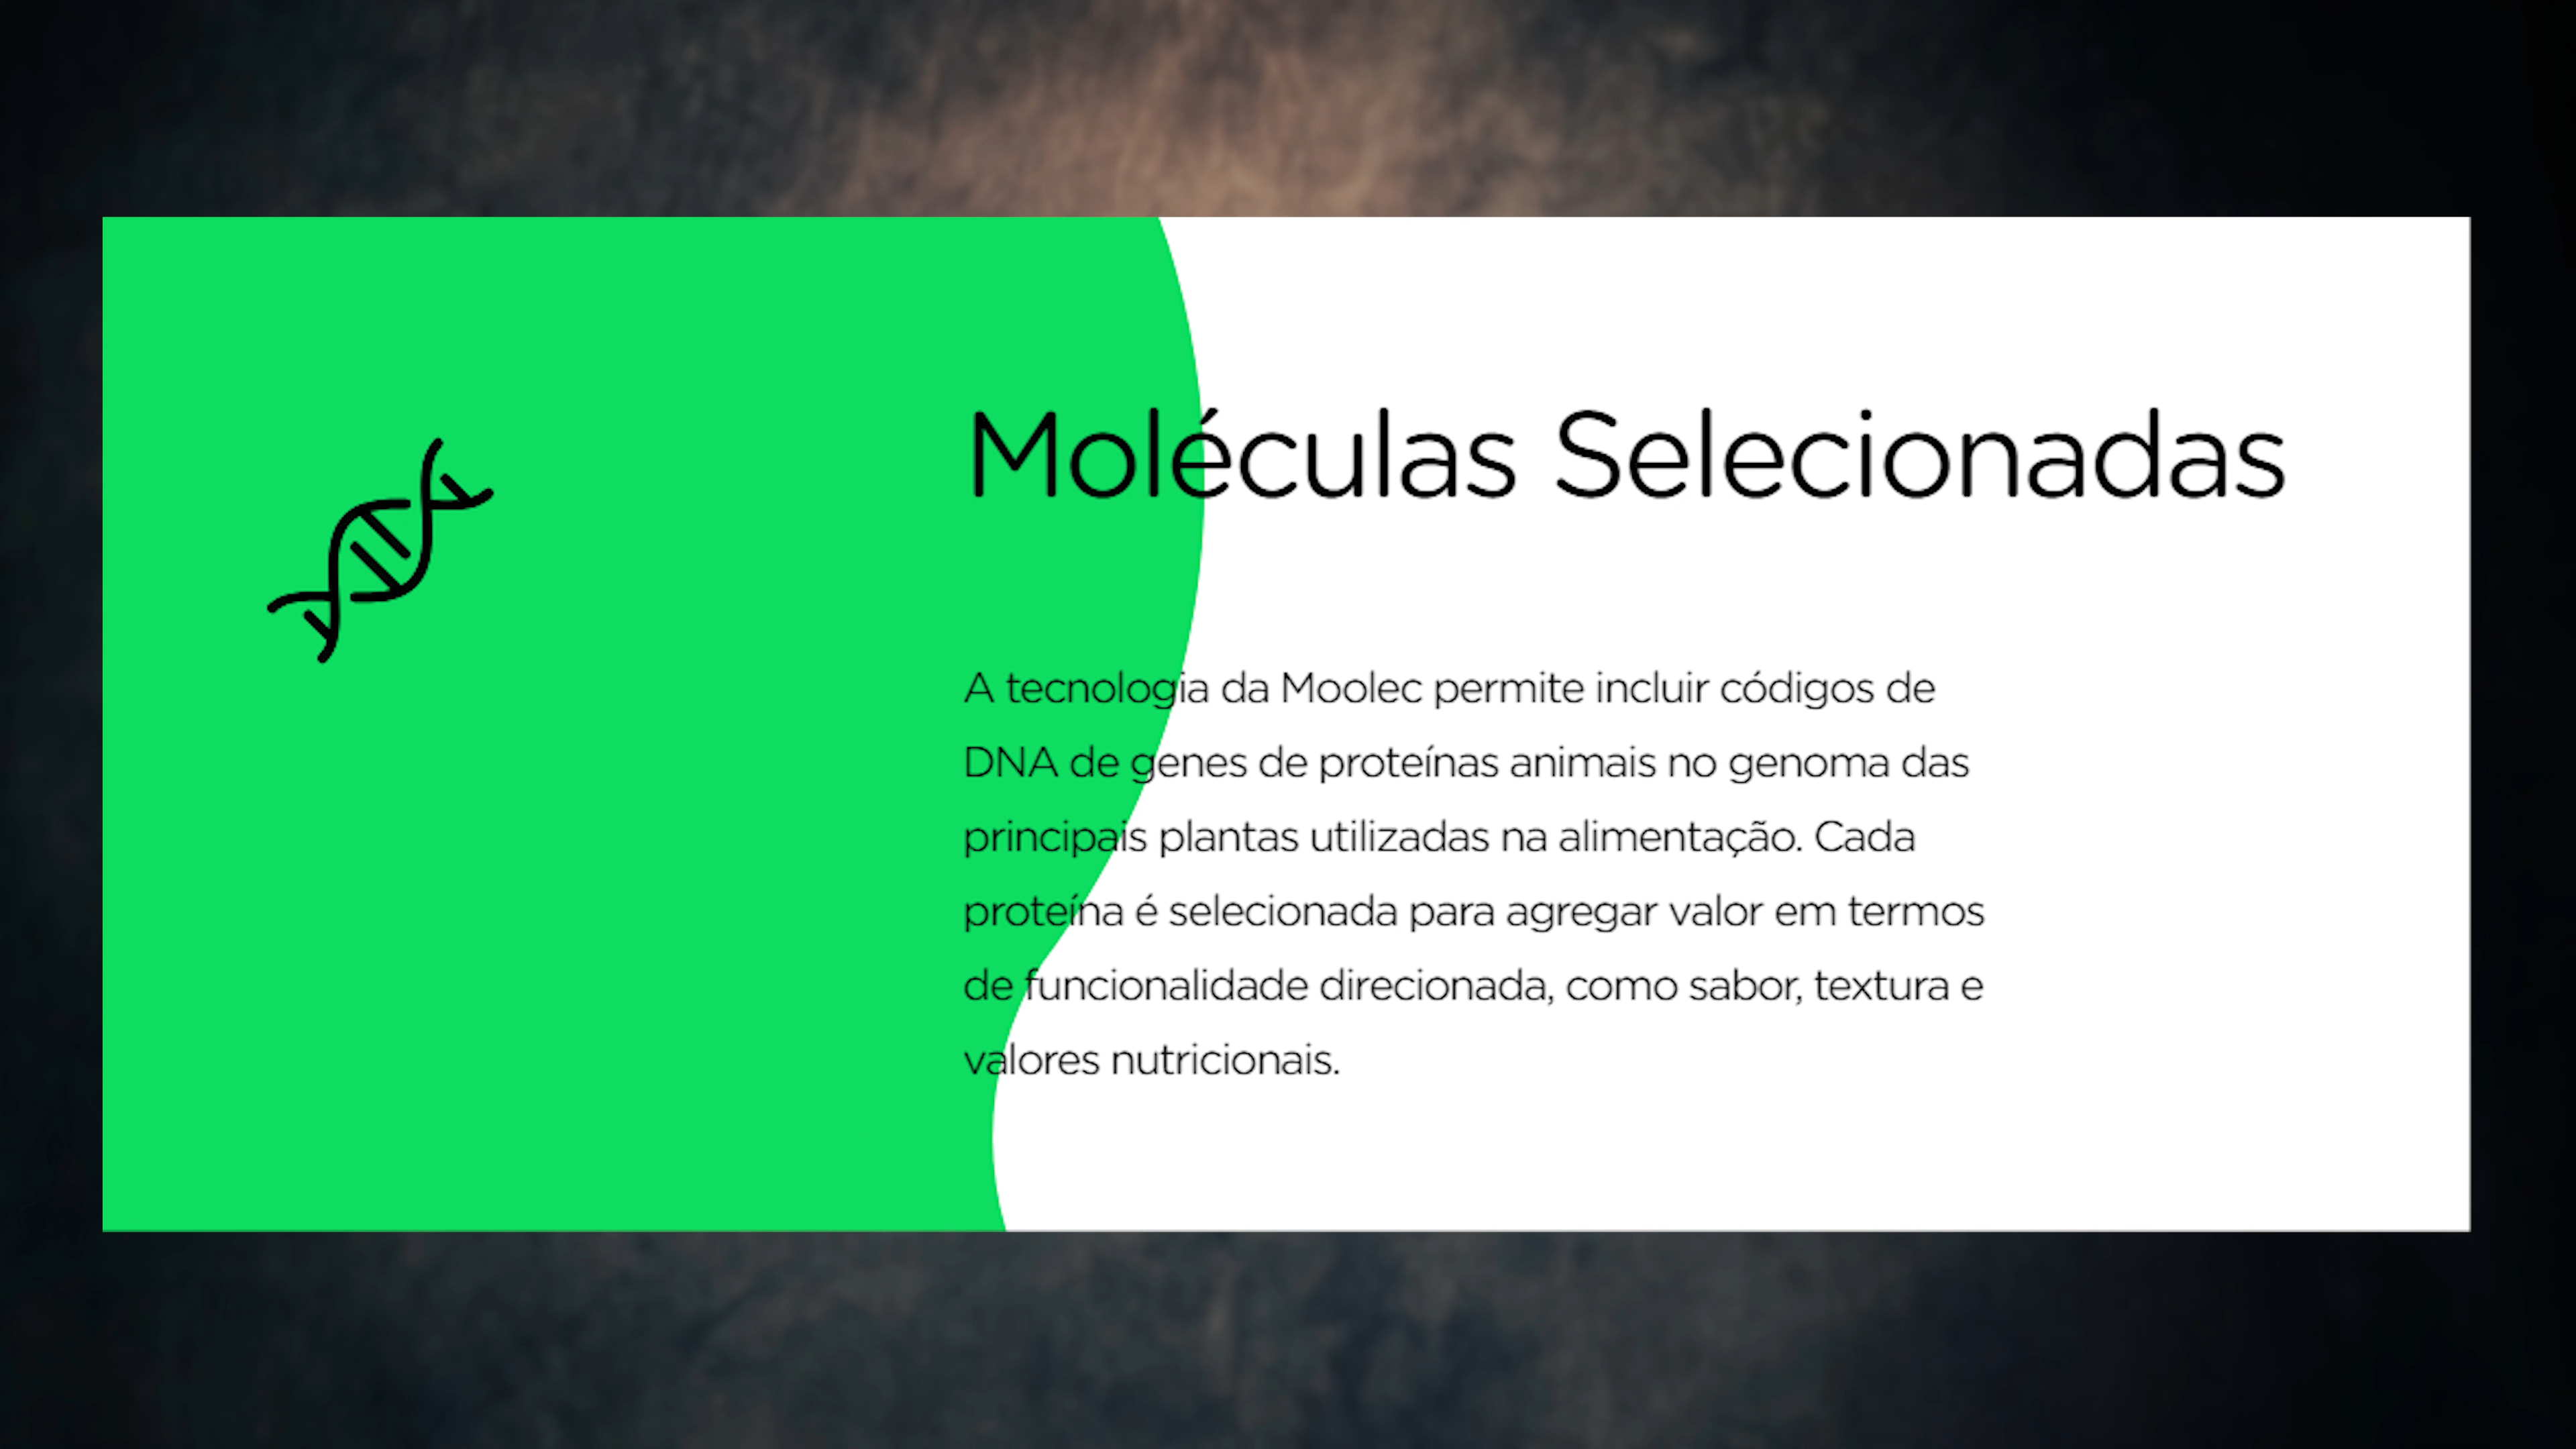 Moléculas Selecionadas
A tecnologia da Moolec permite incluir códigos de
DNA de genes de proteínas animais no genoma das
principais plantas utilizadas na alimentação. Cada
proteína é selecionada para agregar valor em termos
de funcionalidade direcionada, como sabor, textura e
valores nutricionais.